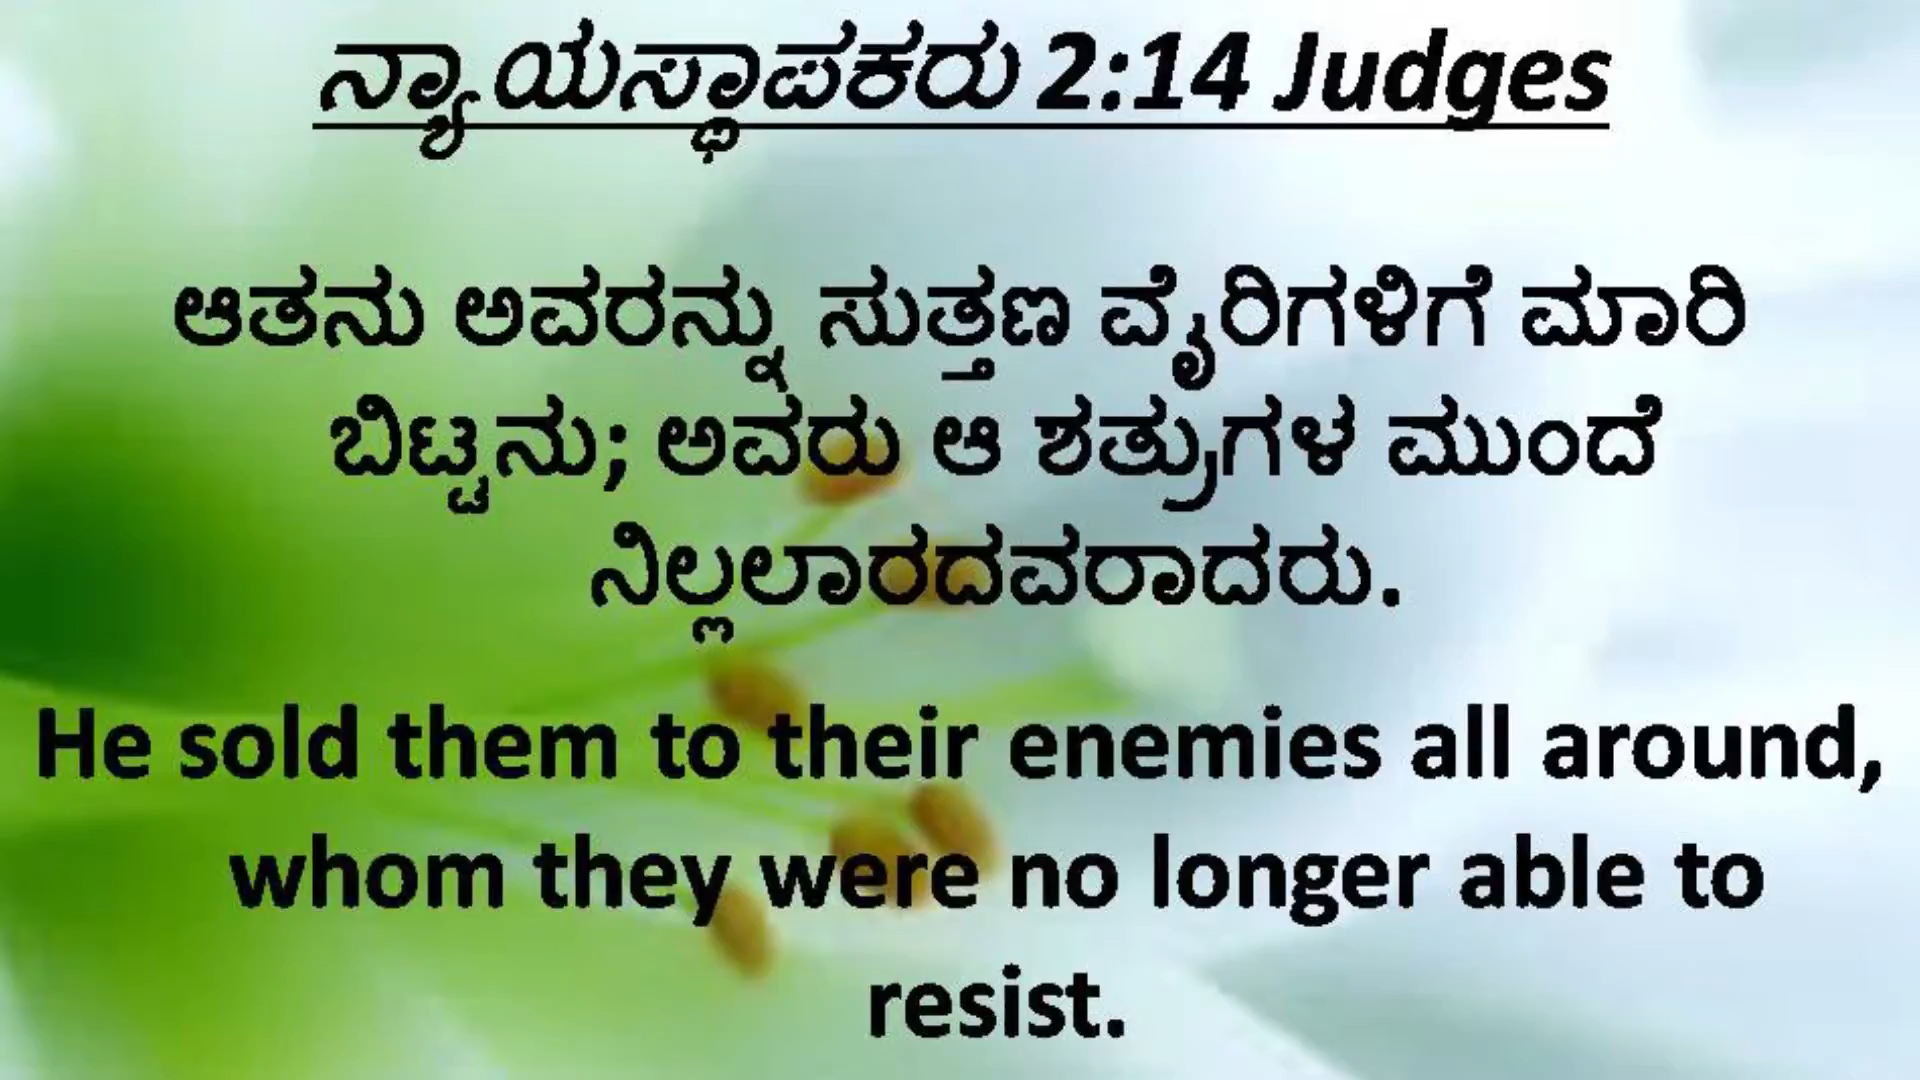 ನ್ಯಾಯಸ್ಥಾಪಕರು 2:14 Judges
ಆತನು ಅವರನ್ನು ಸುತ್ತಣ ವೈರಿಗಳಿಗೆ ಮಾರಿ
ಬಿಟ್ಟನು; ಅವರು ಆ ಶತ್ರುಗಳ ಮುಂದೆ
ನಿಲ್ಲಲಾರದವರಾದರು.
He sold them to their enemies all around,
whom they were no longer able to
resist.